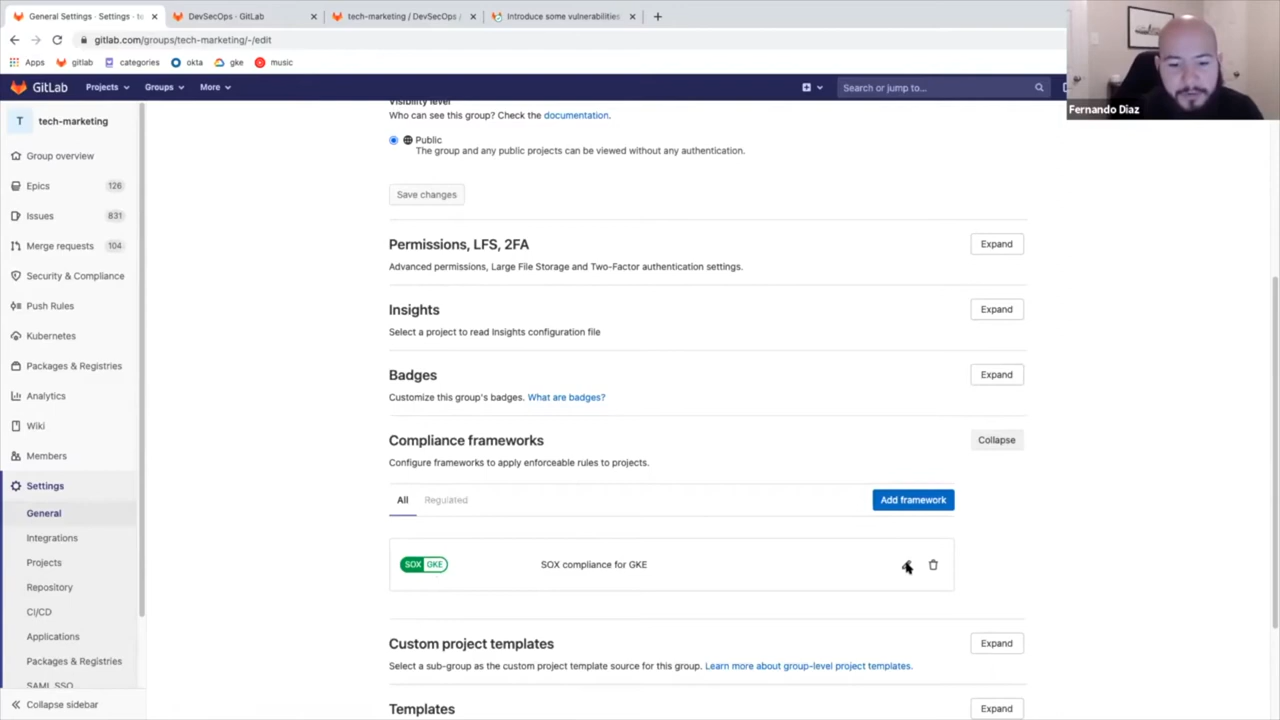 General Settings · Settings · te
DevSecOps · GitLab
tech-marketing / DevSecOps /
Introduce some vulnerabilities
gitlab.com/groups/tech-marketing/-/edit
Apps
gitlab
categories
okta
gke
music
GitLab
Projects
Groups
More
Search or jump to...
Fernando Diaz
T
tech-marketing
Group overview
Epics
126
Issues
831
Merge requests
104
Security & Compliance
Push Rules
Kubernetes
Packages & Registries
Analytics
Wiki
Members
Settings
General
Integrations
Projects
Repository
CI/CD
Applications
Packages & Registries
SAML SSO
Collapse sidebar
Visibility level
Who can see this group? Check the documentation.
Public
The group and any public projects can be viewed without any authentication.
Save changes
Permissions, LFS, 2FA
Expand
Advanced permissions, Large File Storage and Two-Factor authentication settings.
Insights
Expand
Select a project to read Insights configuration file
Badges
Expand
Customize this group's badges. What are badges?
Compliance frameworks
Collapse
Configure frameworks to apply enforceable rules to projects.
All
Regulated
Add framework
SOX GKE
SOX compliance for GKE
Custom project templates
Expand
Select a sub-group as the custom project template source for this group. Learn more about group-level project templates.
Templates
Expand